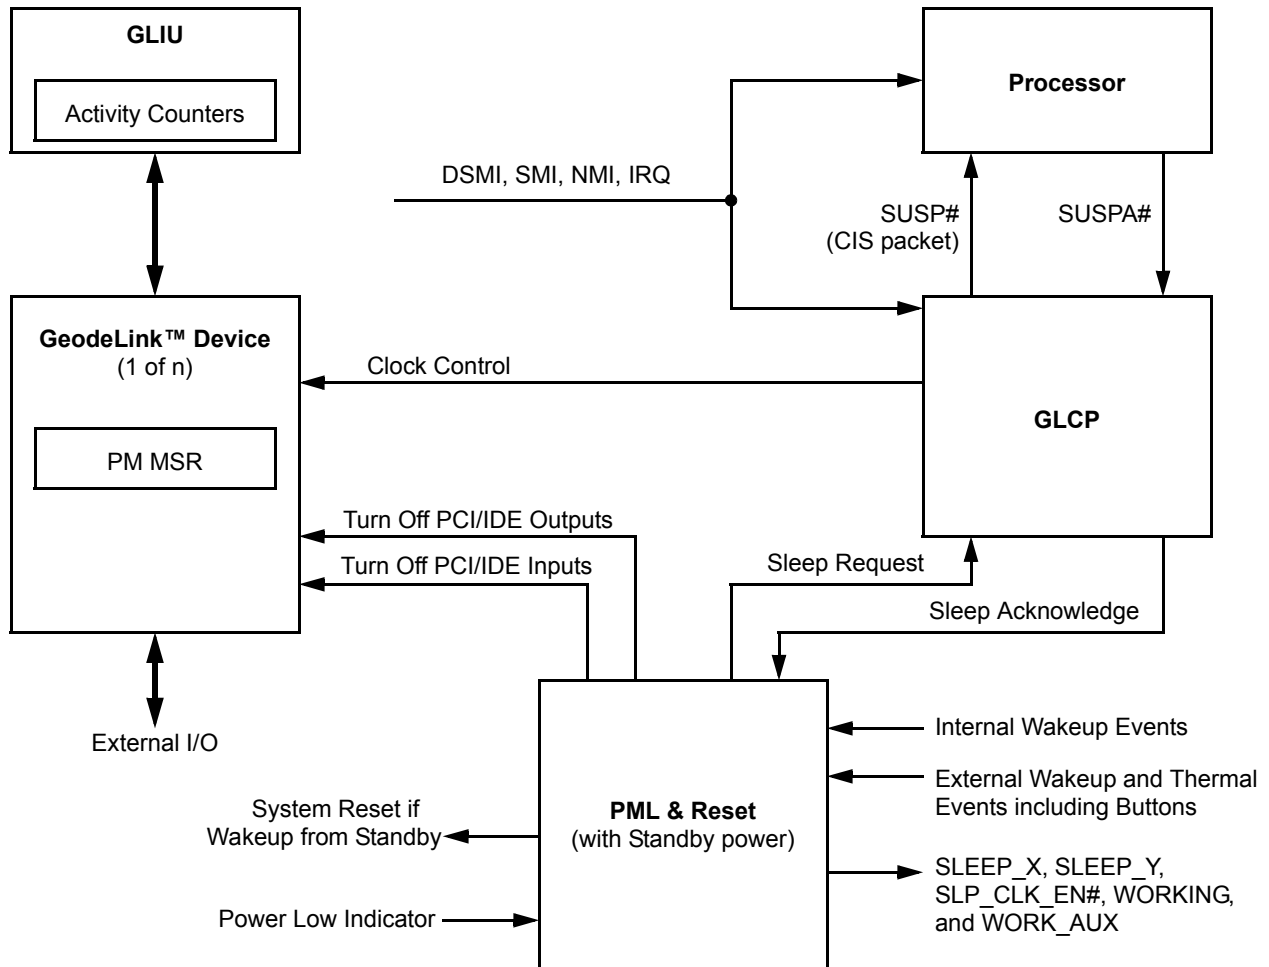 GLIU
Activity Counters
Processor
DSMI, SMI, NMI, IRQ
SUSP#
(CIS packet)
SUSPA#
GeodeLink™ Device
(1 of n)
PM MSR
Clock Control
GLCP
Turn Off PCI/IDE Outputs
Turn Off PCI/IDE Inputs
Sleep Request
Sleep Acknowledge
External I/O
Internal Wakeup Events
External Wakeup and Thermal
Events including Buttons
System Reset if
Wakeup from Standby
PML & Reset
(with Standby power)
SLEEP_X, SLEEP_Y,
SLP_CLK_EN#, WORKING,
and WORK_AUX
Power Low Indicator